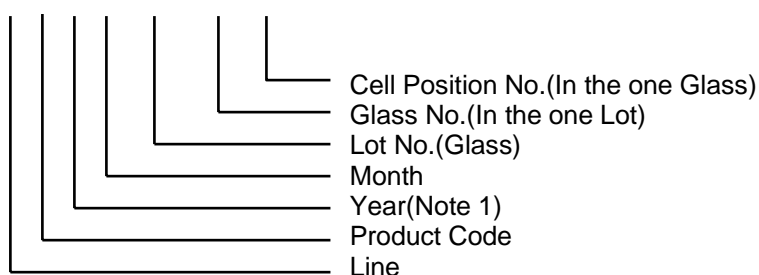 Cell Position No.(In the one Glass)
Glass No.(In the one Lot)
Lot No.(Glass)
Month
Year(Note 1)
Product Code
Line